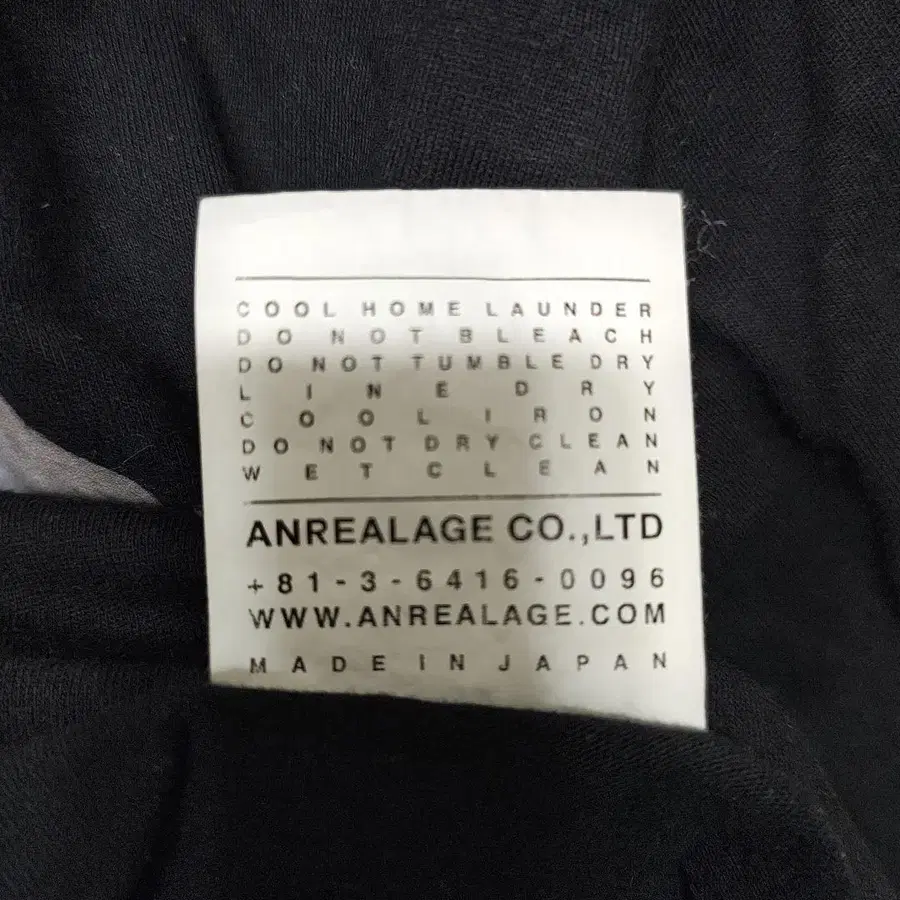 COOL HOME LAUNDER
DO NOT BLEACH
DO NOT TUMBLE DRY
LINE DRY
COOL IRON
DO NOT DRY CLEAN
WET CLEAN
ANREALAGE CO.,LTD
+81-3-6416-0096
WWW.ANREALAGE.COM
MADE IN JAPAN